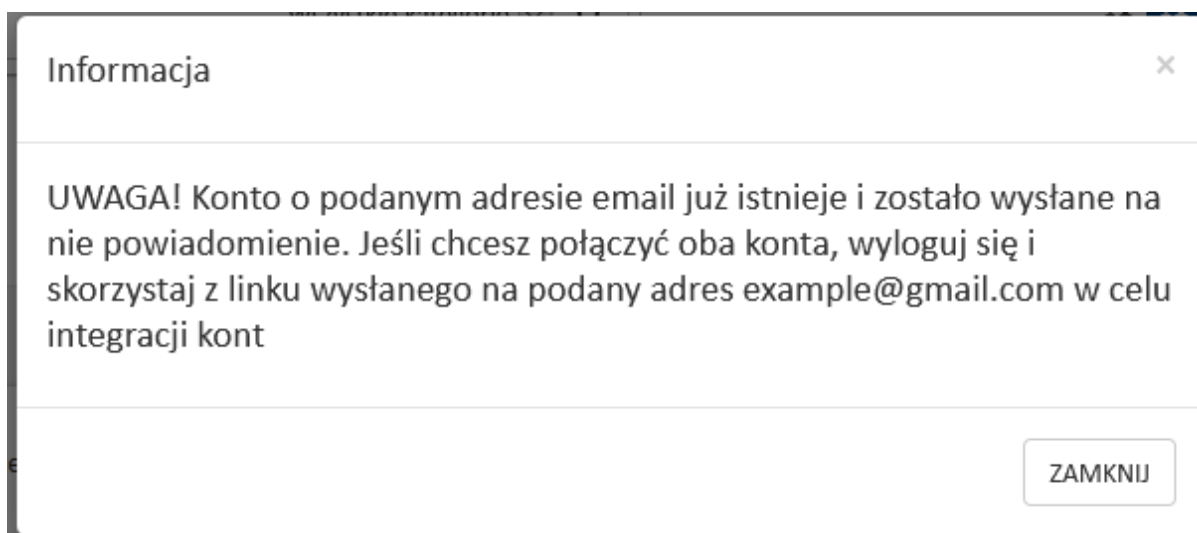 Informacja
×
UWAGA! Konto o podanym adresie email już istnieje i zostało wysłane na
nie powiadomienie. Jeśli chcesz połączyć oba konta, wyloguj się i
skorzystaj z linku wysłanego na podany adres example@gmail.com w celu
integracji kont
ZAMKNIJ